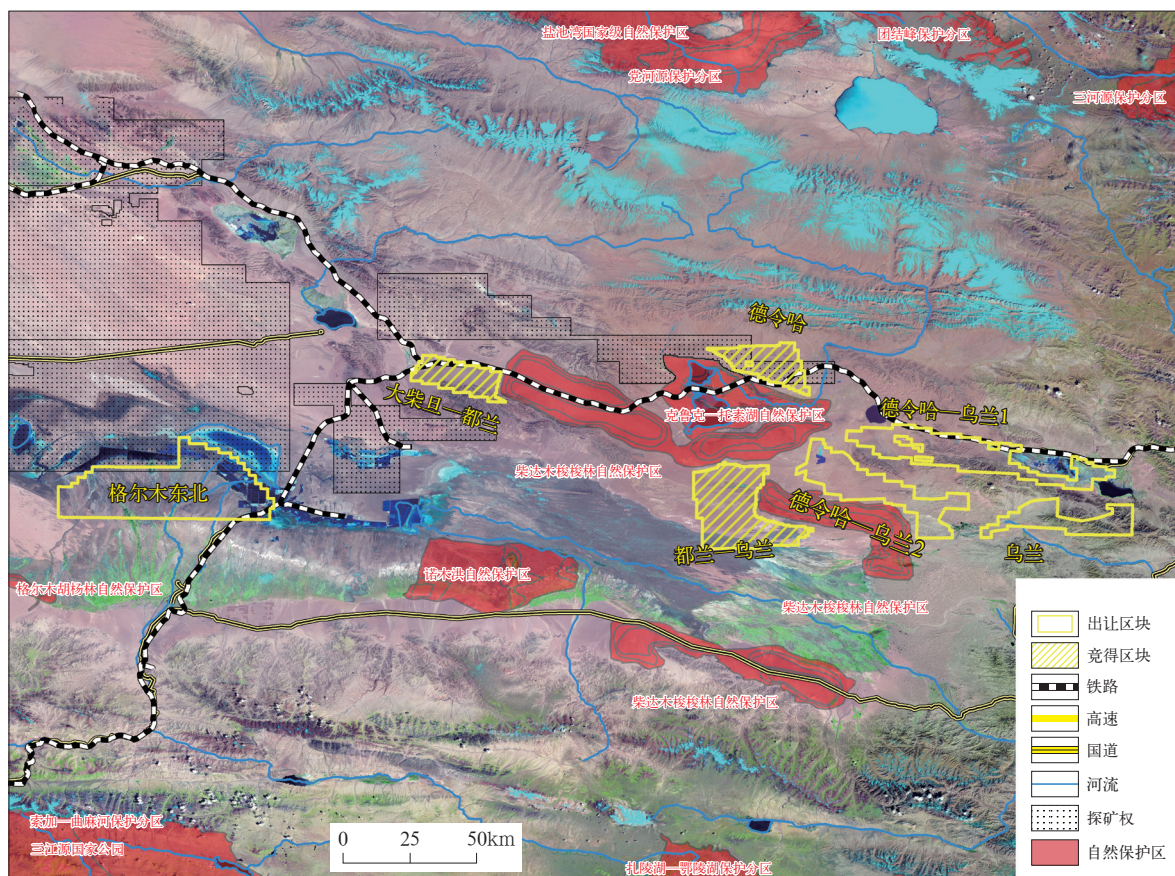 盐池湾国家级自然保护区
团结峰保护分区
党河源保护分区
三河源保护分区
德令哈
大柴旦—都兰
克鲁克—托素湖自然保护区
德令哈—乌兰1
柴达木梭梭林自然保护区
格尔木东北
德令哈—乌兰2
都兰—乌兰
乌兰
诺木洪自然保护区
格尔木胡杨林自然保护区
柴达木梭梭林自然保护区
柴达木梭梭林自然保护区
索加—曲麻河保护分区
三江源国家公园
扎陵湖—鄂陵湖保护分区
0 25 50km
出让区块
竞得区块
铁路
高速
国道
河流
探矿权
自然保护区